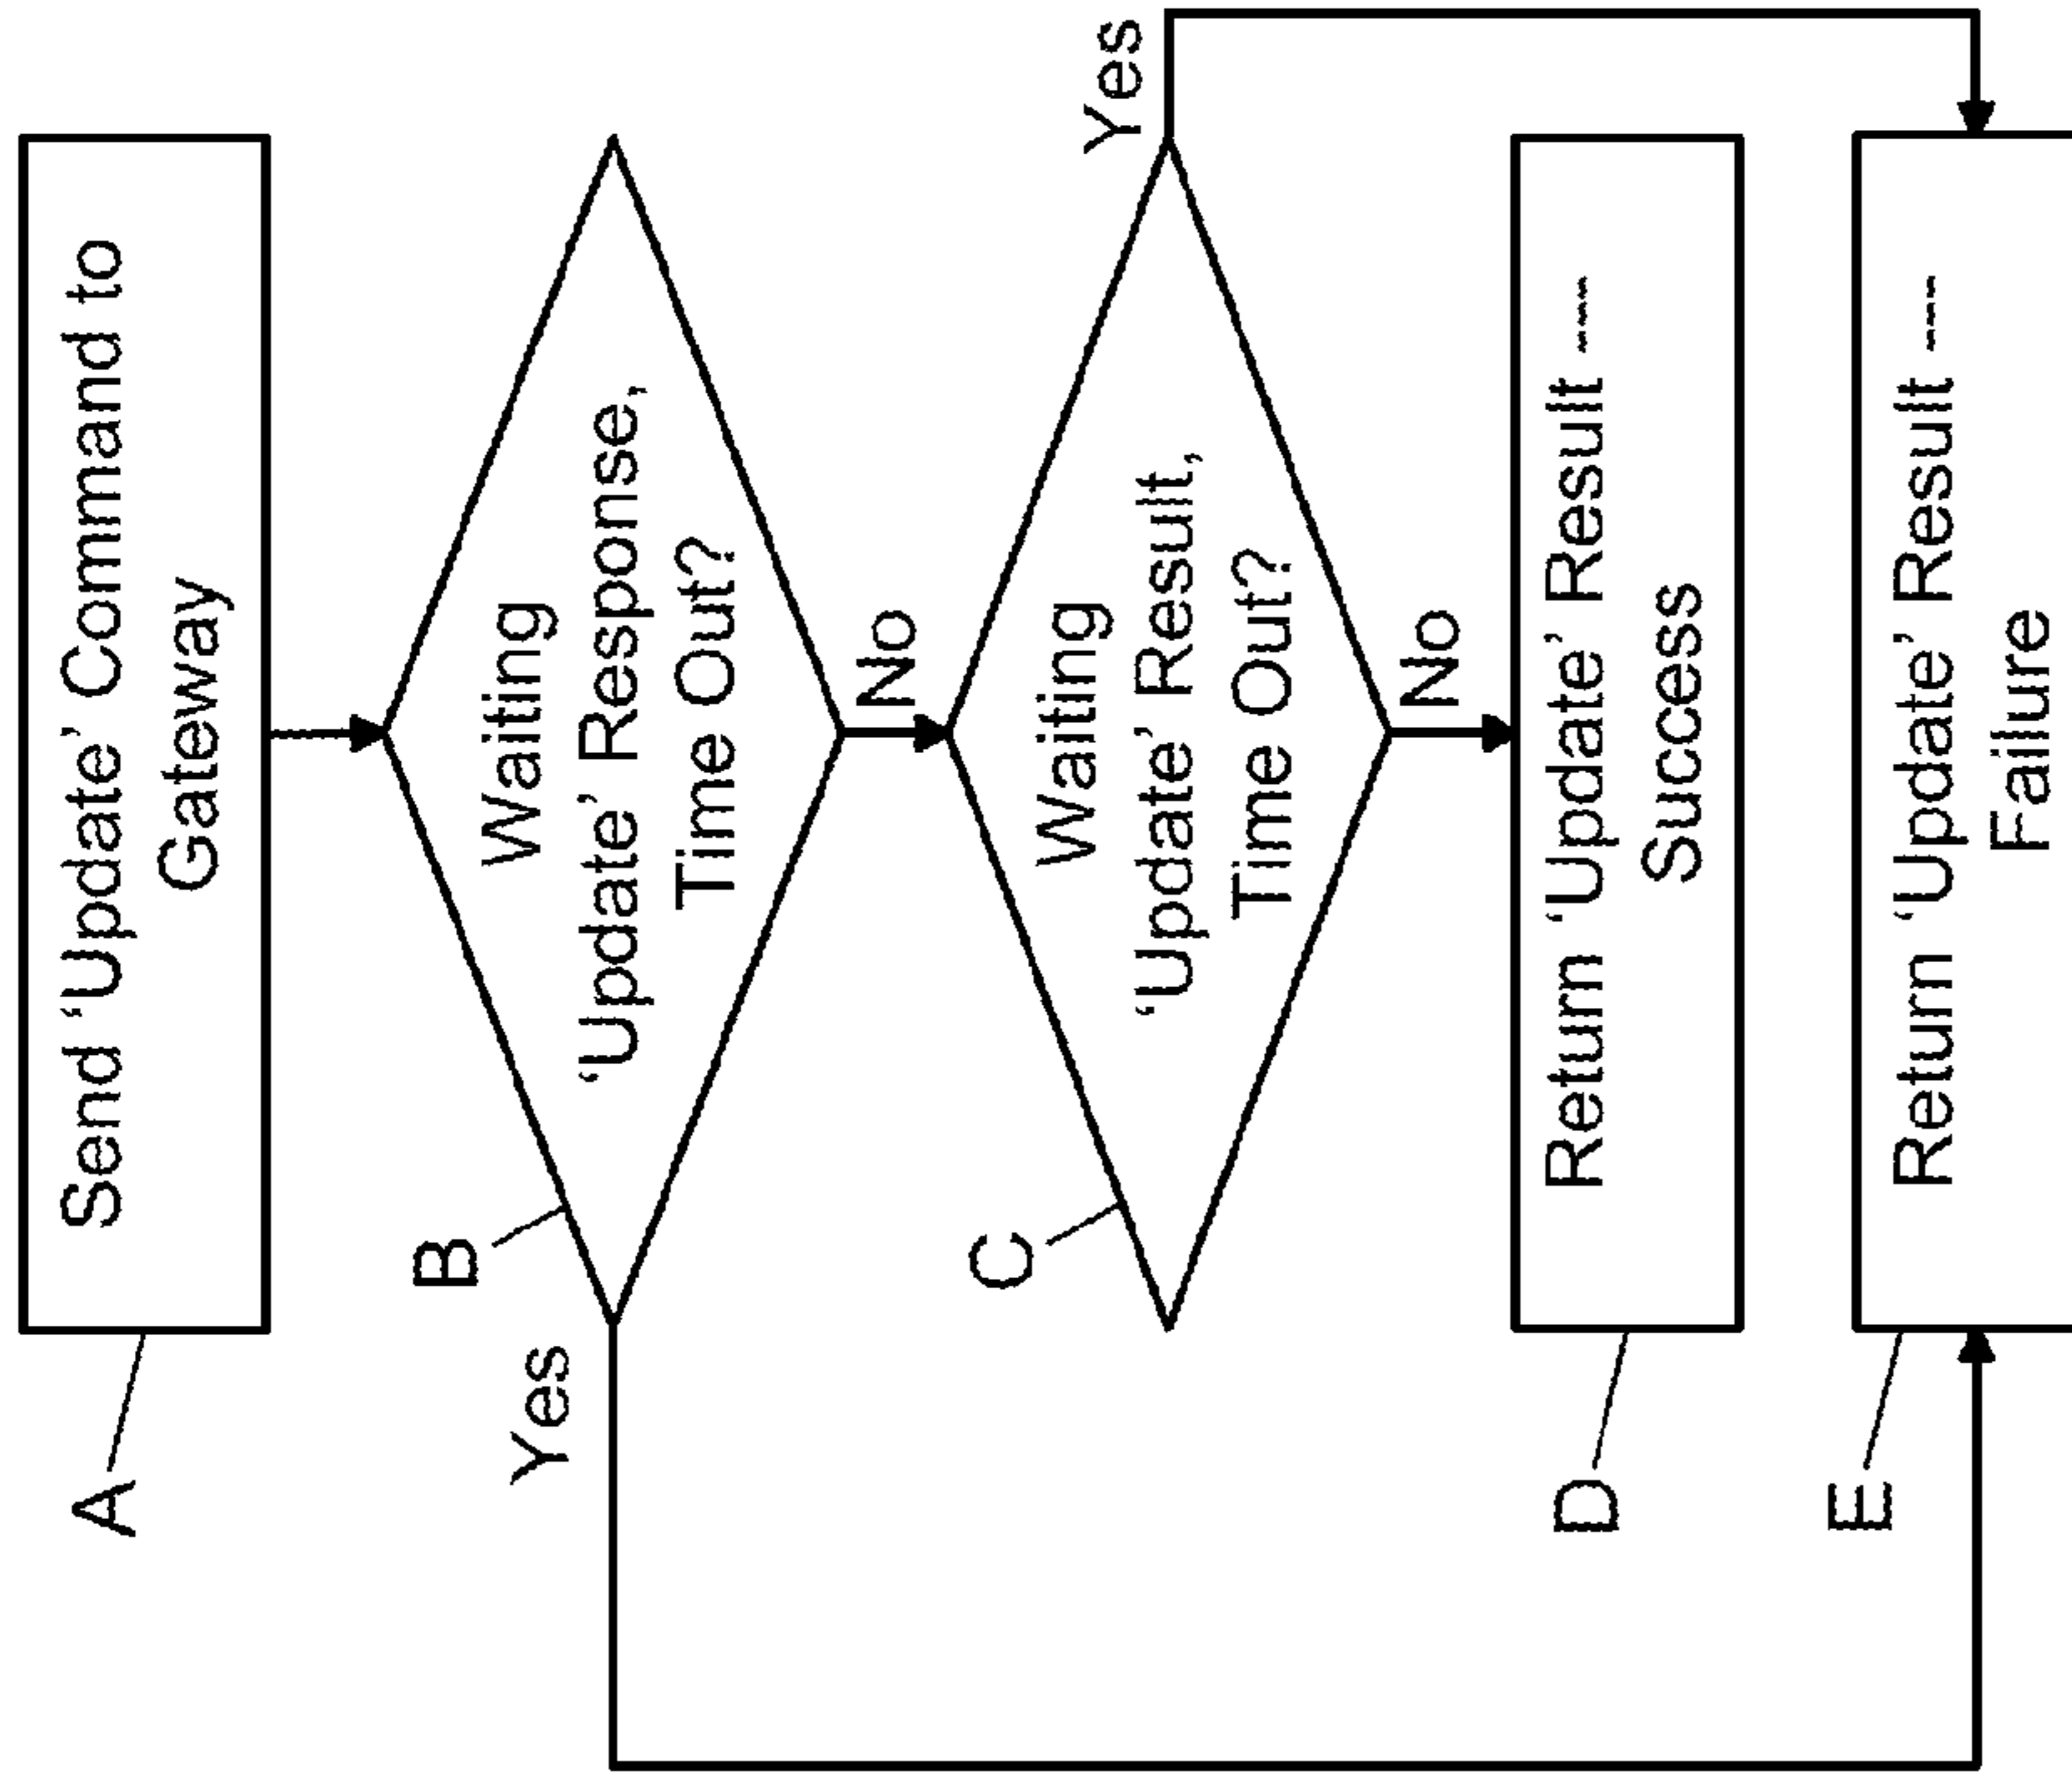 A
Send ‘Update’ Command to
Gateway
B
Waiting
‘Update’ Response,
Time Out?
Yes
No
C
Waiting
‘Update’ Result,
Time Out?
Yes
No
D
Return ‘Update’ Result ----
Success
E
Return ‘Update’ Result ----
Failure